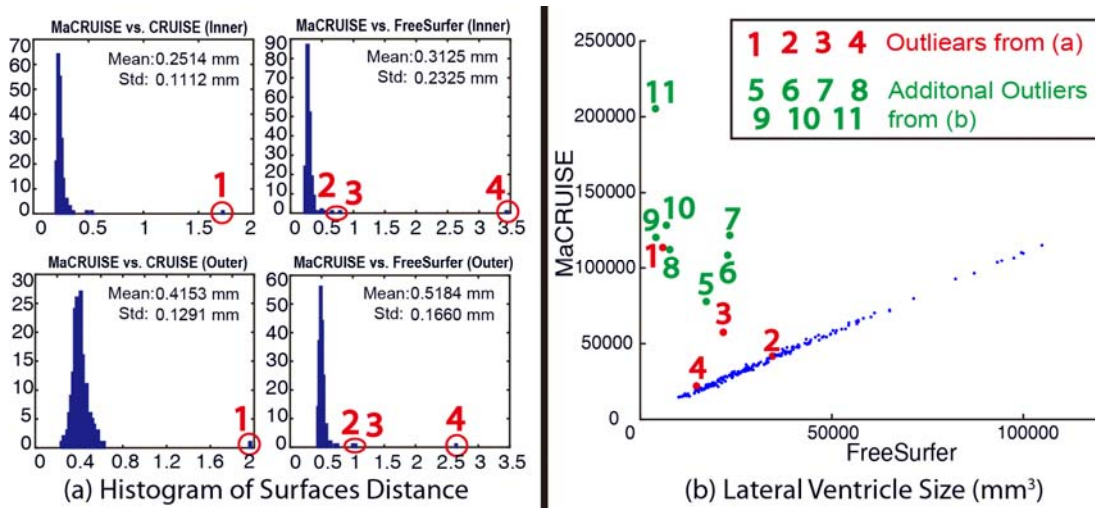 MaCRUISE vs. CRUISE (Inner)
70
60
50
40
30
20
10
0
Mean:0.2514 mm
Std: 0.1112 mm
1
0 0.5 1 1.5 2
MaCRUISE vs. FreeSurfer (Inner)
90
80
70
60
50
40
30
20
10
0
Mean:0.3125 mm
Std: 0.2325 mm
2 3 4
0 0.5 1 1.5 2 2.5 3 3.5
MaCRUISE vs. CRUISE (Outer)
30
25
20
15
10
5
0
Mean:0.4153 mm
Std: 0.1291 mm
1
0 0.4 0.8 1.2 1.6 2.0
MaCRUISE vs. FreeSurfer (Outer)
60
50
40
30
20
10
0
Mean:0.5184 mm
Std: 0.1660 mm
2 3 4
0 0.5 1 1.5 2 2.5 3 3.5
(a) Histogram of Surfaces Distance
250000
200000
150000
100000
50000
0
MaCRUISE
1 2 3 4 Outliears from (a)
5 6 7 8 Additonal Outliers
9 10 11 from (b)
11
10
9
7
1
8
6
5
3
2
4
0 50000 100000
FreeSurfer
(b) Lateral Ventricle Size (mm³)